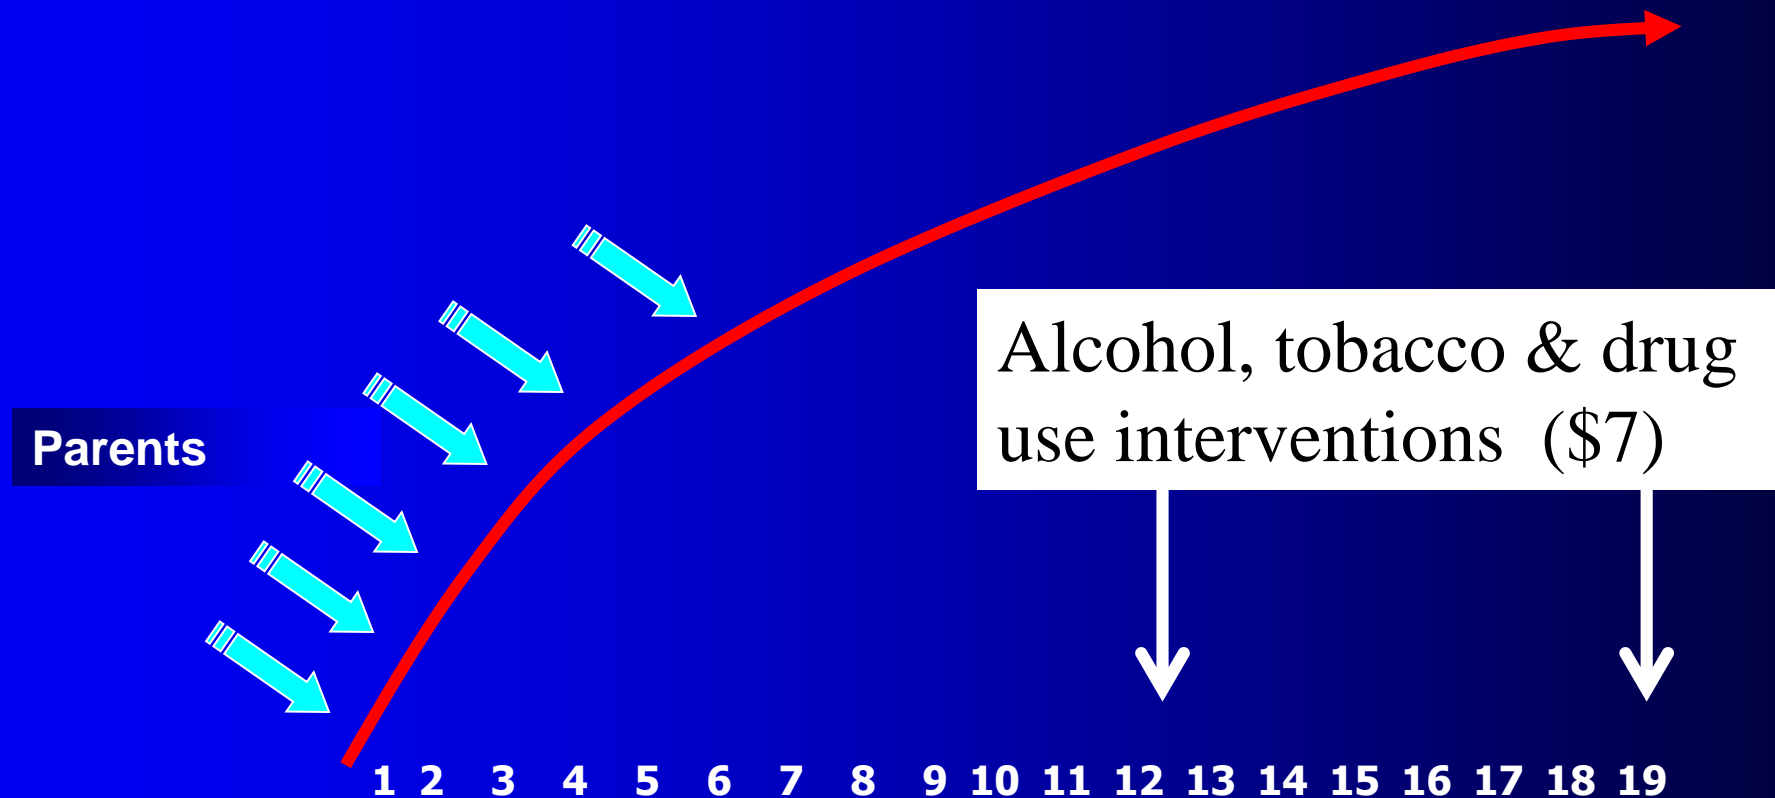 Parents
Alcohol, tobacco & drug
use interventions ($7)
1 2 3 4 5 6 7 8 9 10 11 12 13 14 15 16 17 18 19